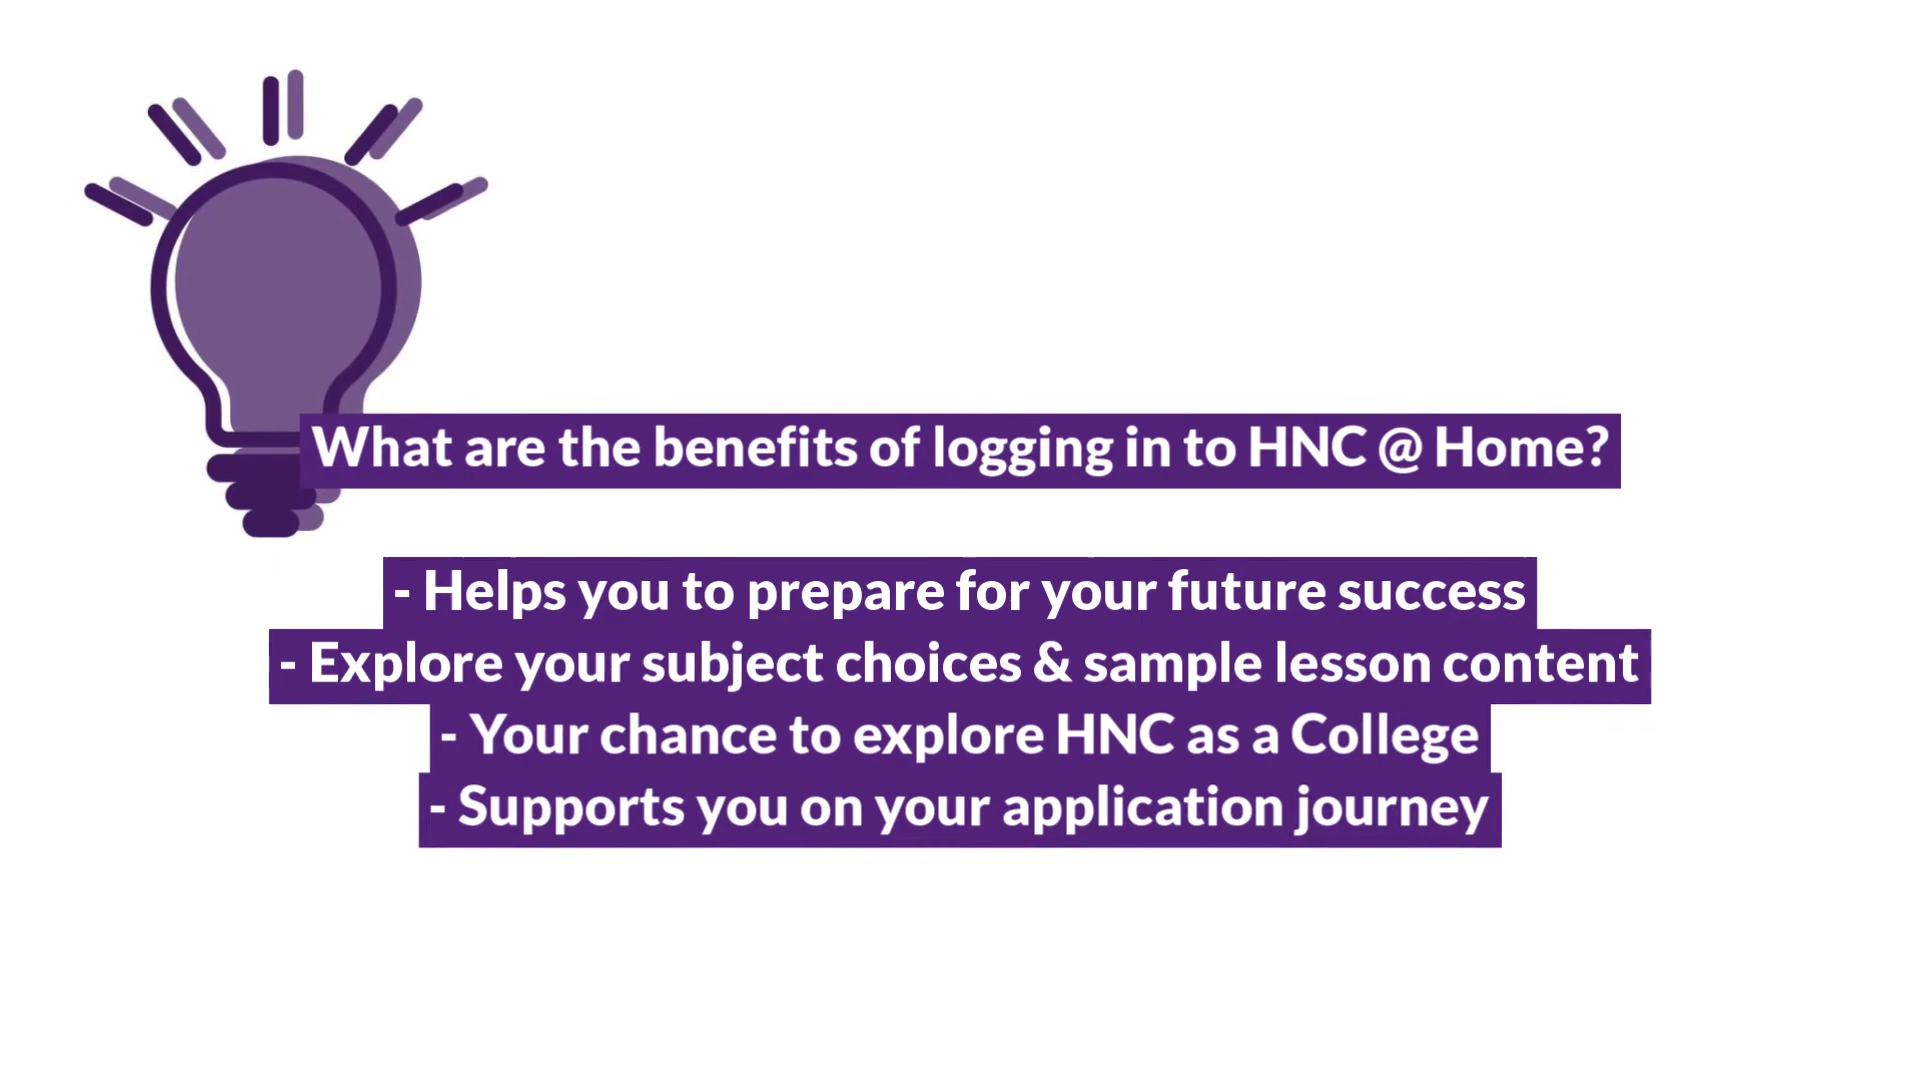 What are the benefits of logging in to HNC @ Home?
- Helps you to prepare for your future success
- Explore your subject choices & sample lesson content
- Your chance to explore HNC as a College
- Supports you on your application journey